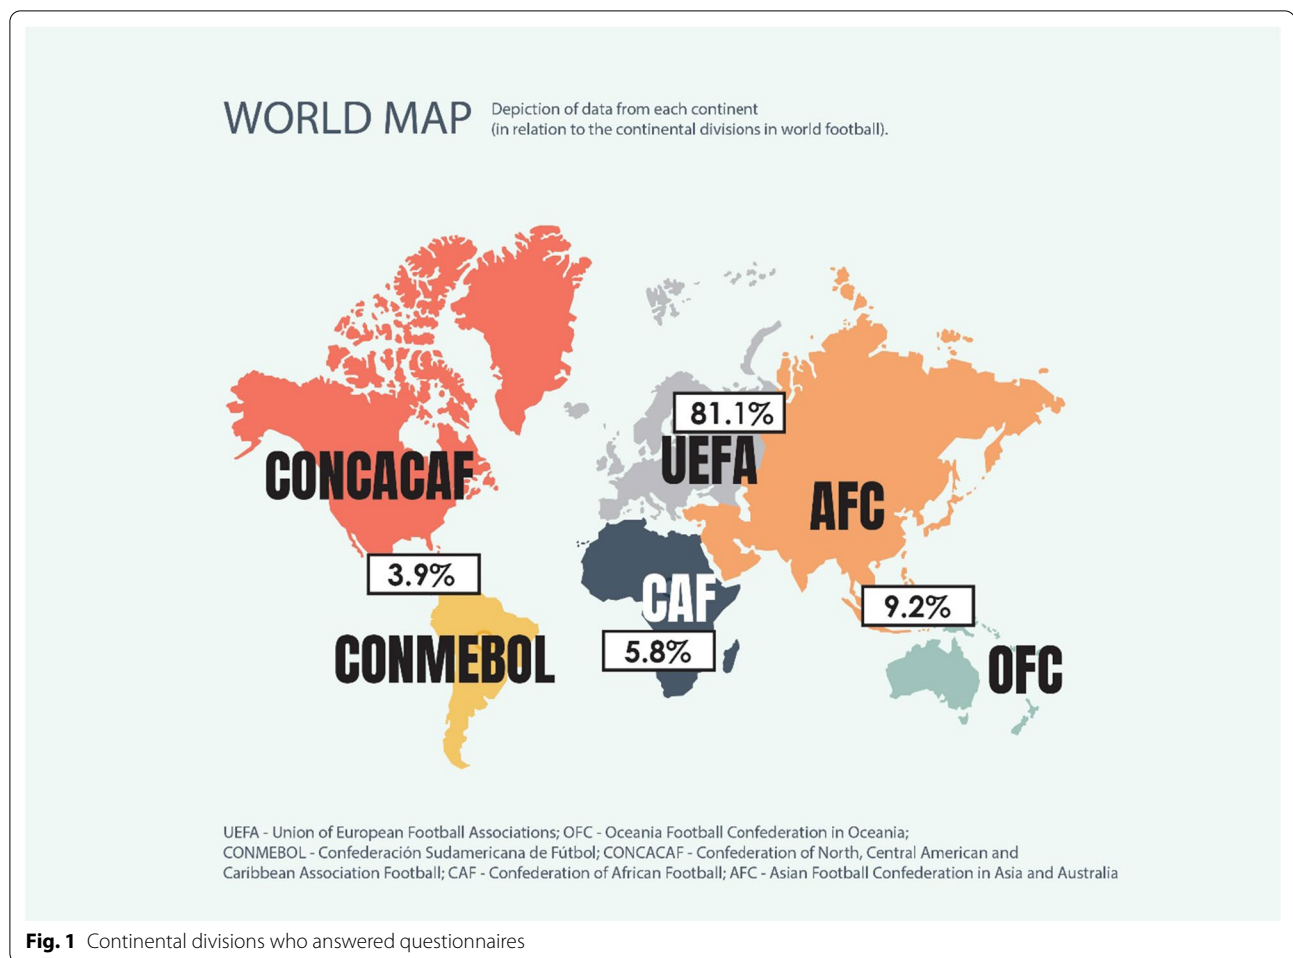 WORLD MAP
Depiction of data from each continent
(in relation to the continental divisions in world football).
81.1%
UEFA
CONCACAF
AFC
3.9%
CAF
9.2%
CONMEBOL
5.8%
OFC
UEFA - Union of European Football Associations; OFC - Oceania Football Confederation in Oceania;
CONMEBOL - Confederación Sudamericana de Fútbol; CONCACAF - Confederation of North, Central American and
Caribbean Association Football; CAF - Confederation of African Football; AFC - Asian Football Confederation in Asia and Australia
Fig. 1 Continental divisions who answered questionnaires